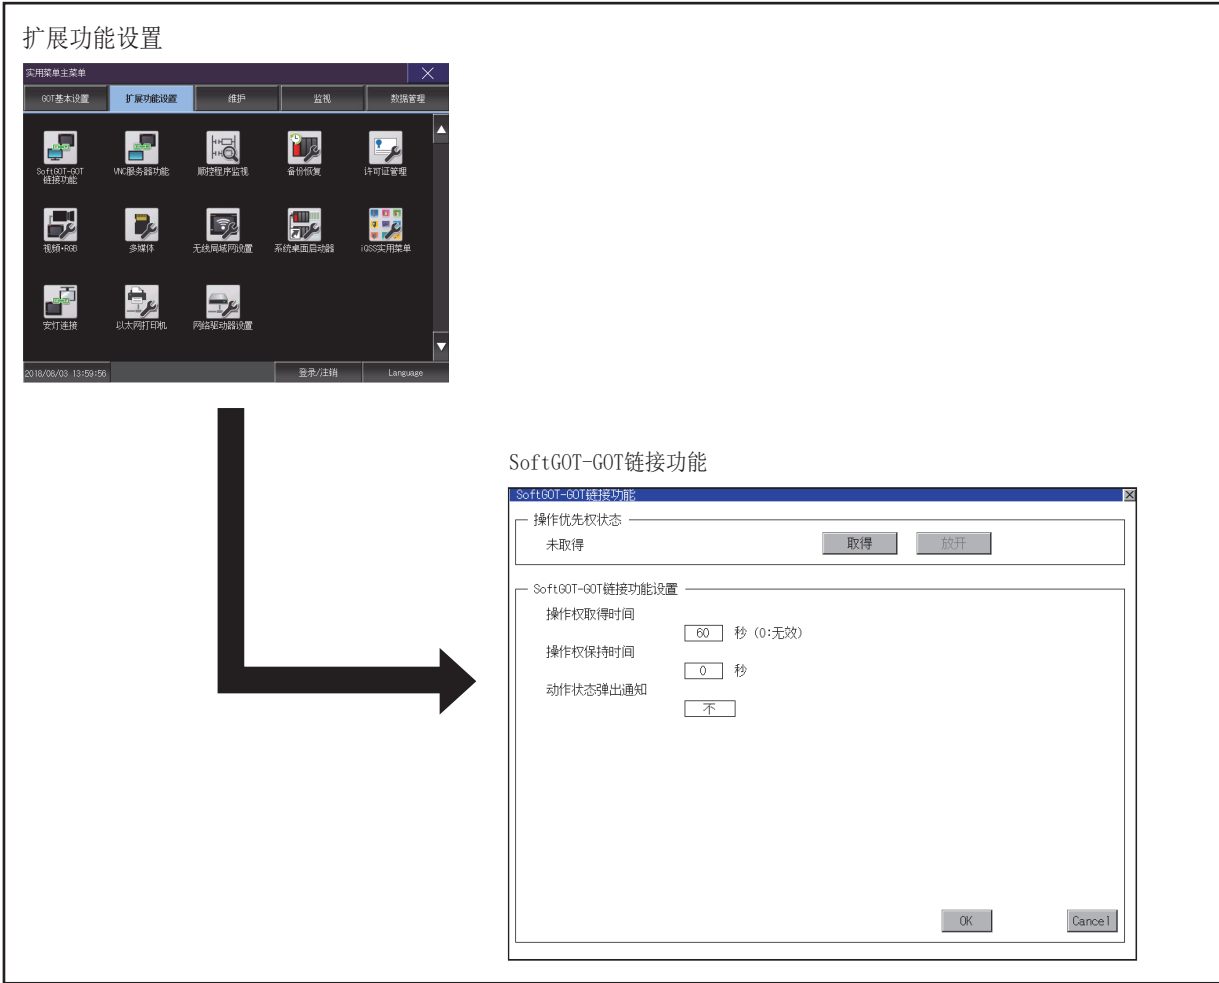 扩展功能设置
实用菜单主菜单
GOT基本设置 扩展功能设置 维护 监视 数据管理
SoftGOT-GOT
链接功能
VNC服务器功能
顺控程序监视
备份恢复
许可证管理
视频•RGB
多媒体
无线局域网设置
系统桌面启动器
iQSS实用菜单
安灯连接
以太网打印机
网络驱动器设置
2018/08/03 13:59:56 登录/注销 Language
SoftGOT-GOT链接功能
SoftGOT-GOT链接功能
操作优先权状态
未取得 取得 放开
SoftGOT-GOT链接功能设置
操作权取得时间
60 秒 (0:无效)
操作权保持时间
0 秒
动作状态弹出通知
不
OK Cancel